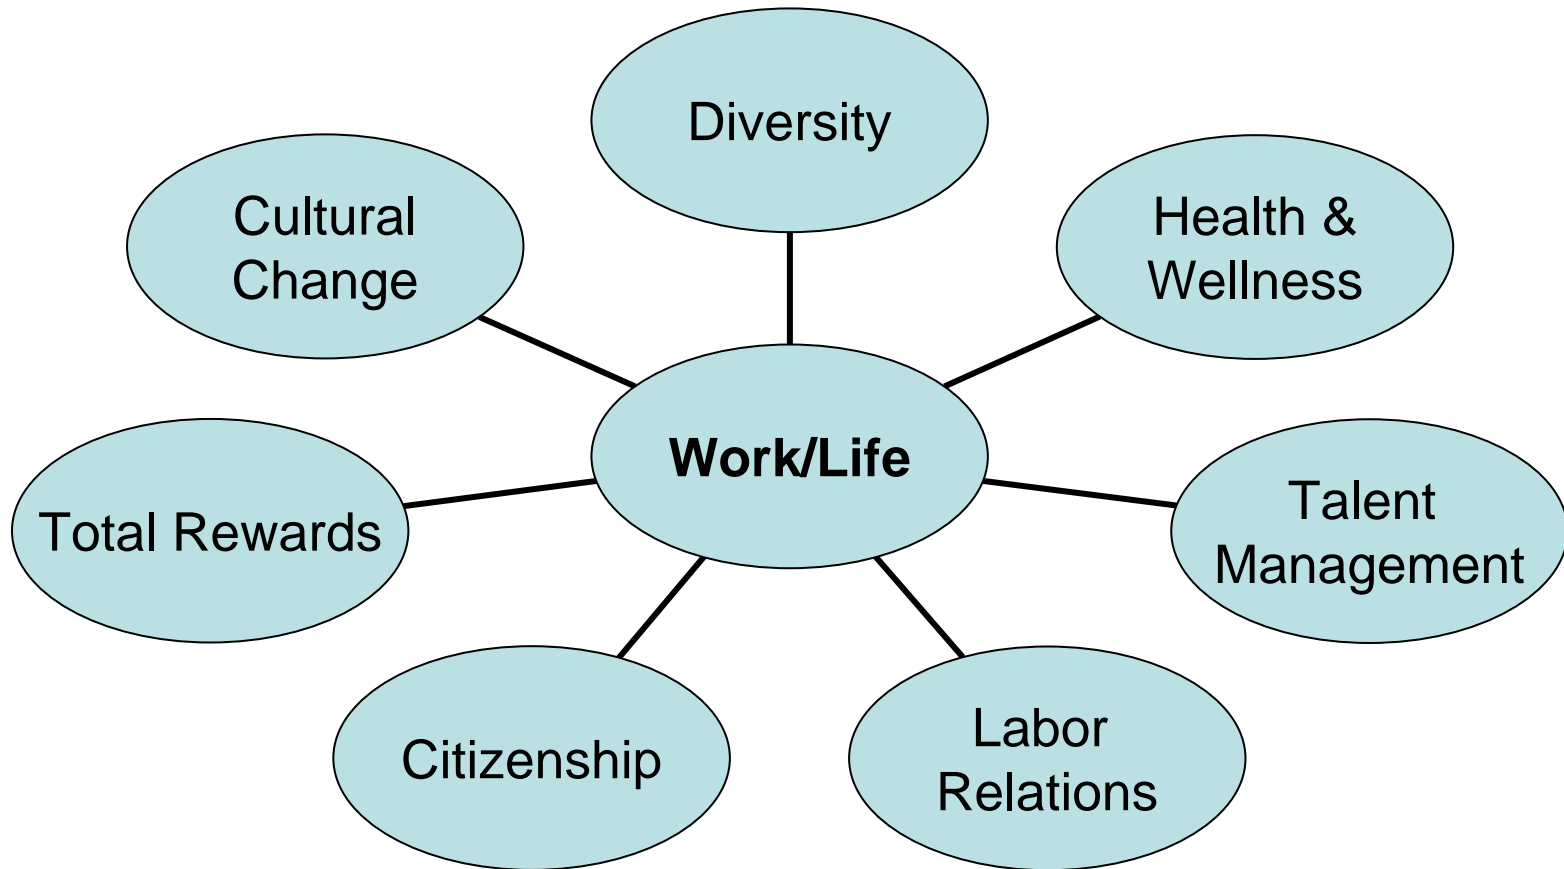 Diversity
Cultural
Change
Health &
Wellness
Work/Life
Total Rewards
Talent
Management
Citizenship
Labor
Relations